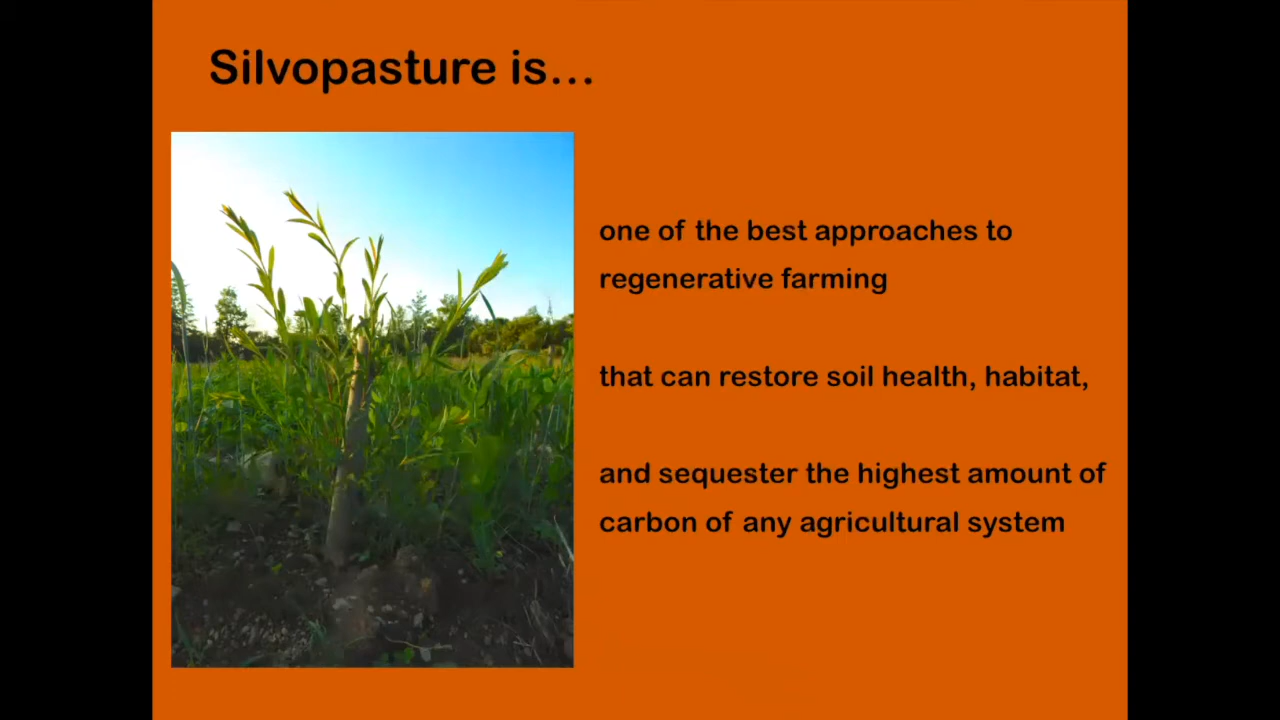 Silvopasture is...
one of the best approaches to
regenerative farming
that can restore soil health, habitat,
and sequester the highest amount of
carbon of any agricultural system